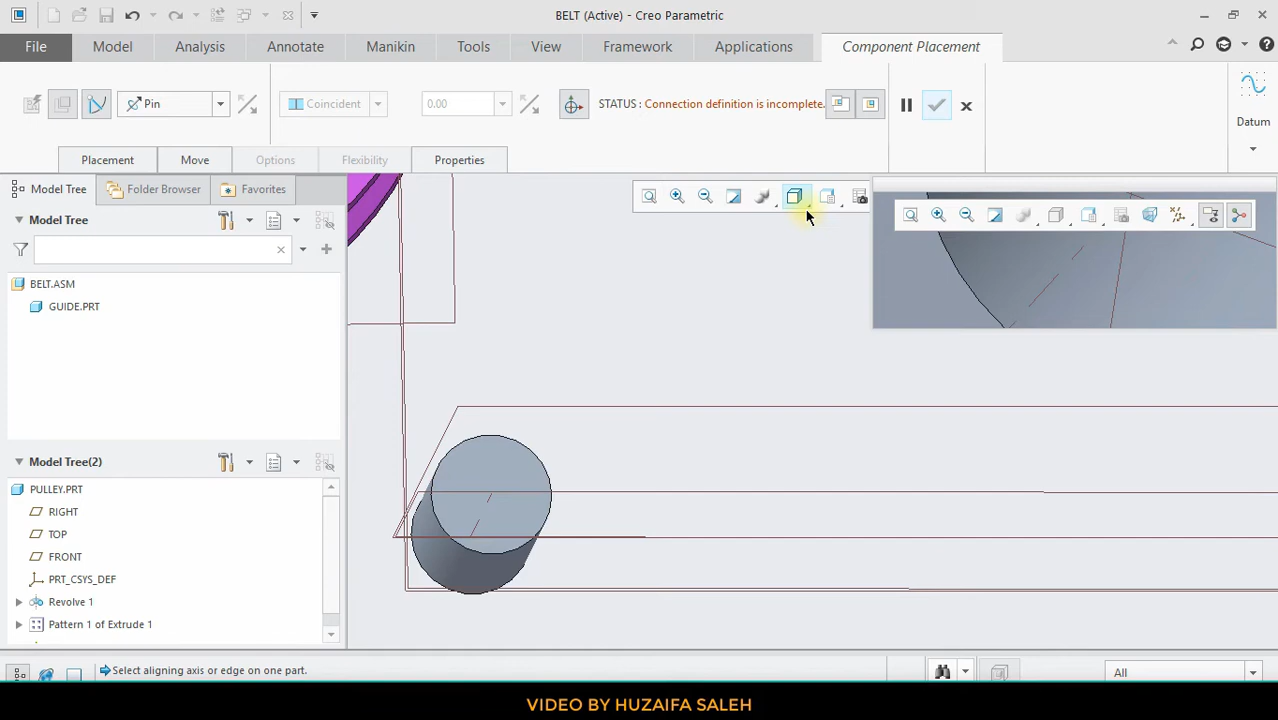 BELT (Active) - Creo Parametric
File
Model
Analysis
Annotate
Manikin
Tools
View
Framework
Applications
Component Placement
Pin
Coincident
0.00
STATUS : Connection definition is incomplete.
Datum
Placement
Move
Options
Flexibility
Properties
Model Tree
Folder Browser
Favorites
Model Tree
BELT.ASM
GUIDE.PRT
Model Tree(2)
PULLEY.PRT
RIGHT
TOP
FRONT
PRT_CSYS_DEF
Revolve 1
Pattern 1 of Extrude 1
Select aligning axis or edge on one part.
All
VIDEO BY HUZAIFA SALEH